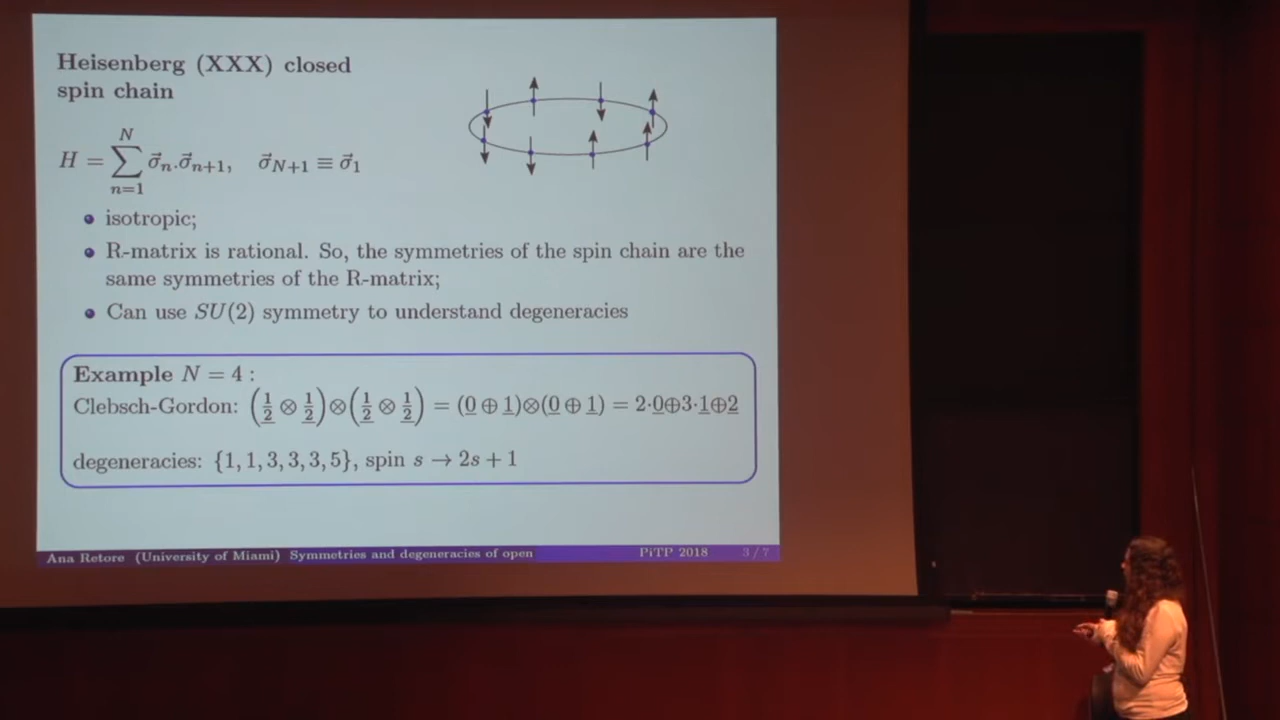 Heisenberg (XXX) closed
spin chain
H = ∑_{n=1}^{N} σ⃗_n.σ⃗_{n+1}, σ⃗_{N+1} ≡ σ⃗_1
isotropic;
R-matrix is rational. So, the symmetries of the spin chain are the
same symmetries of the R-matrix;
Can use SU(2) symmetry to understand degeneracies
Example N = 4 :
Clebsch-Gordon: (1/2 ⊗ 1/2)⊗(1/2 ⊗ 1/2) = (0 ⊕ 1)⊗(0 ⊕ 1) = 2·0⊕3·1⊕2
degeneracies: {1, 1, 3, 3, 3, 5}, spin s → 2s + 1
Ana Retore (University of Miami) Symmetries and degeneracies of open PiTP 2018 3 / 7